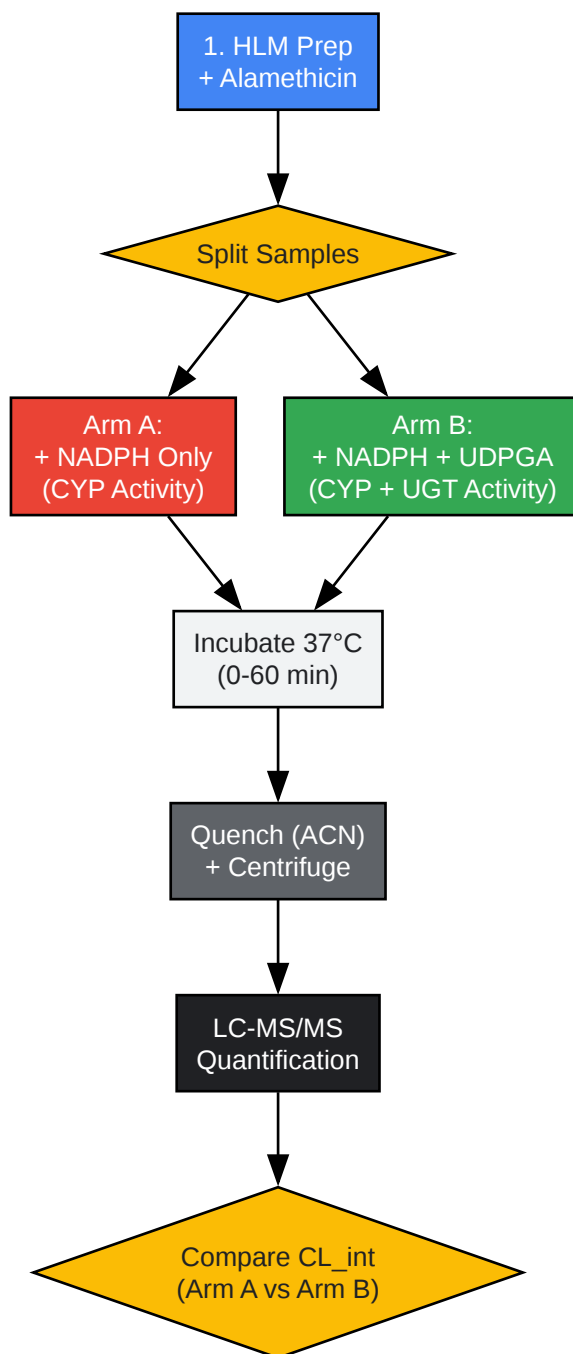 1. HLM Prep
+ Alamethicin
Split Samples
Arm A:
+ NADPH Only
(CYP Activity)
Arm B:
+ NADPH + UDPGA
(CYP + UGT Activity)
Incubate 37°C
(0-60 min)
Quench (ACN)
+ Centrifuge
LC-MS/MS
Quantification
Compare CL_int
(Arm A vs Arm B)